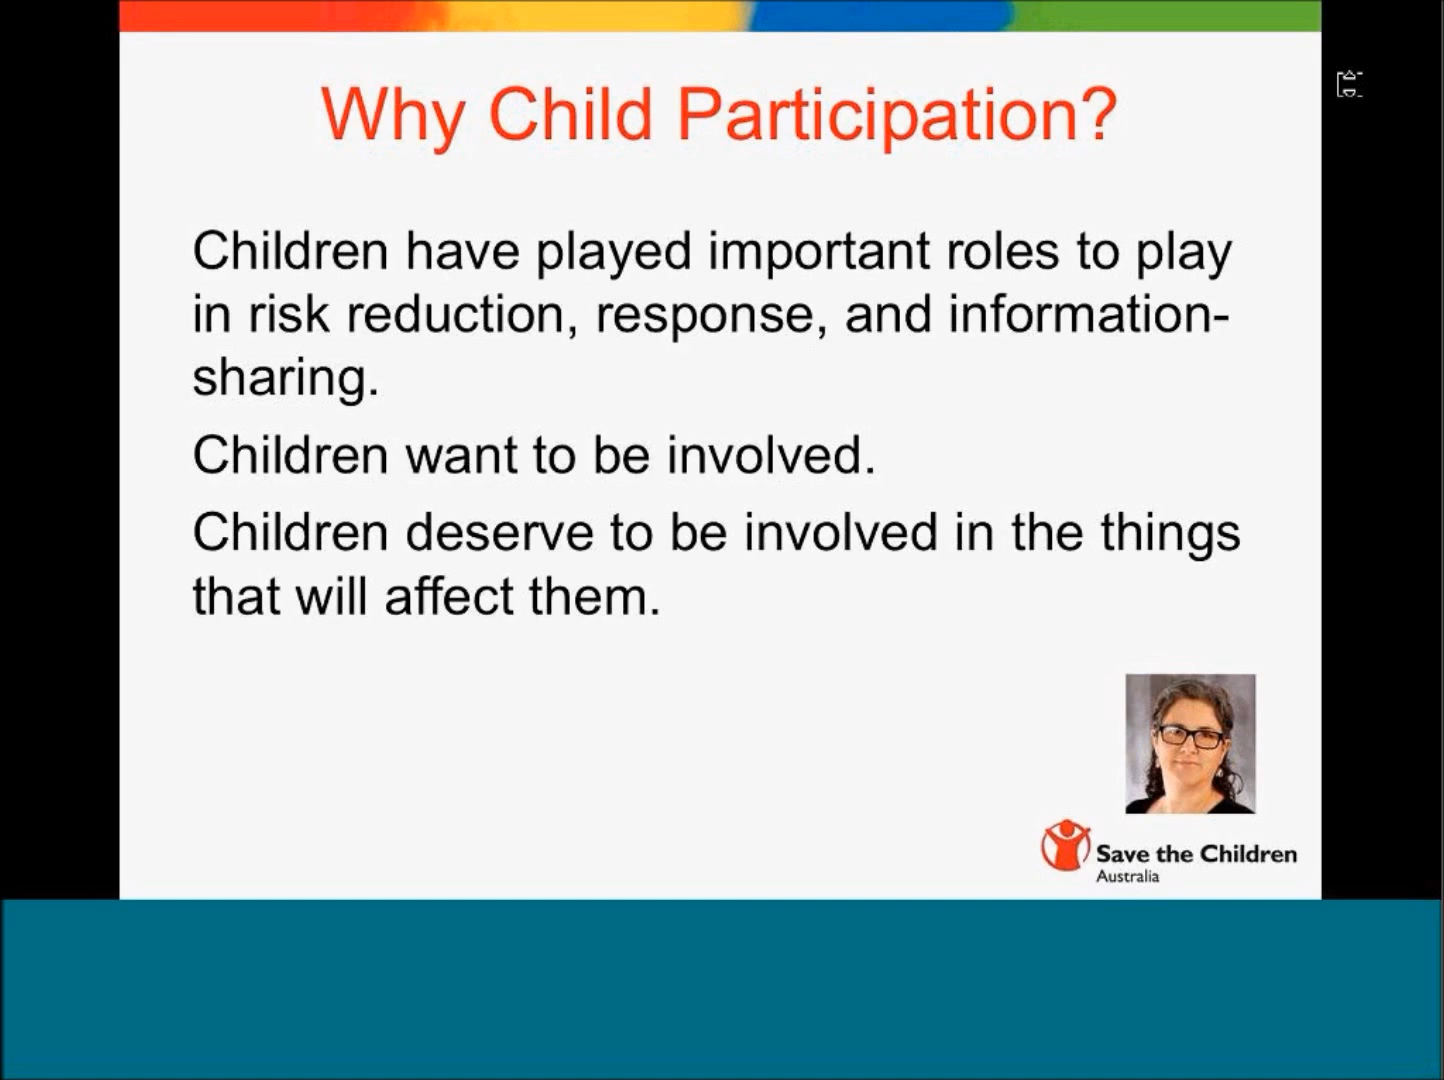 Why Child Participation?
Children have played important roles to play
in risk reduction, response, and information-
sharing.
Children want to be involved.
Children deserve to be involved in the things
that will affect them.
Save the Children
Australia